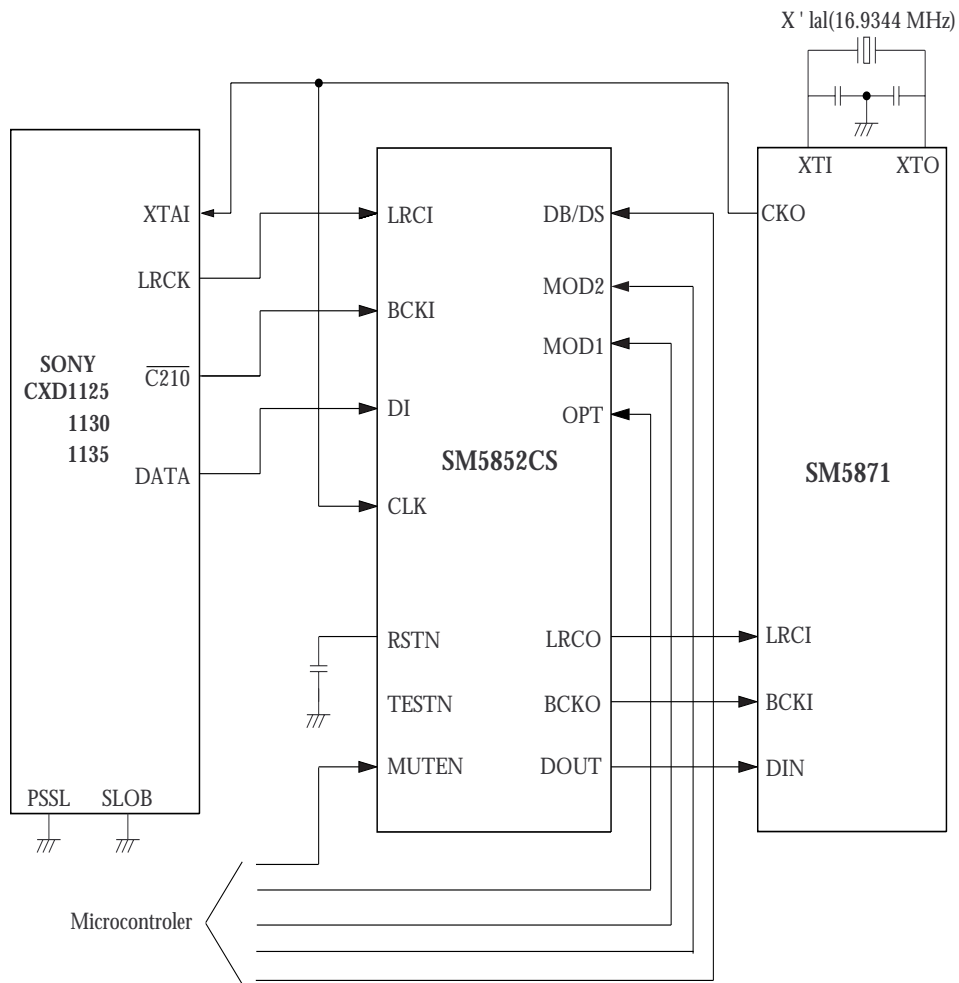 X ' lal(16.9344 MHz)
XTI
XTO
XTAI
LRCK
C210
DATA
SONY
CXD1125
1130
1135
PSSL
SLOB
LRCI
BCKI
DI
CLK
RSTN
TESTN
MUTEN
SM5852CS
DB/DS
MOD2
MOD1
OPT
LRCO
BCKO
DOUT
CKO
SM5871
LRCI
BCKI
DIN
Microcontroler